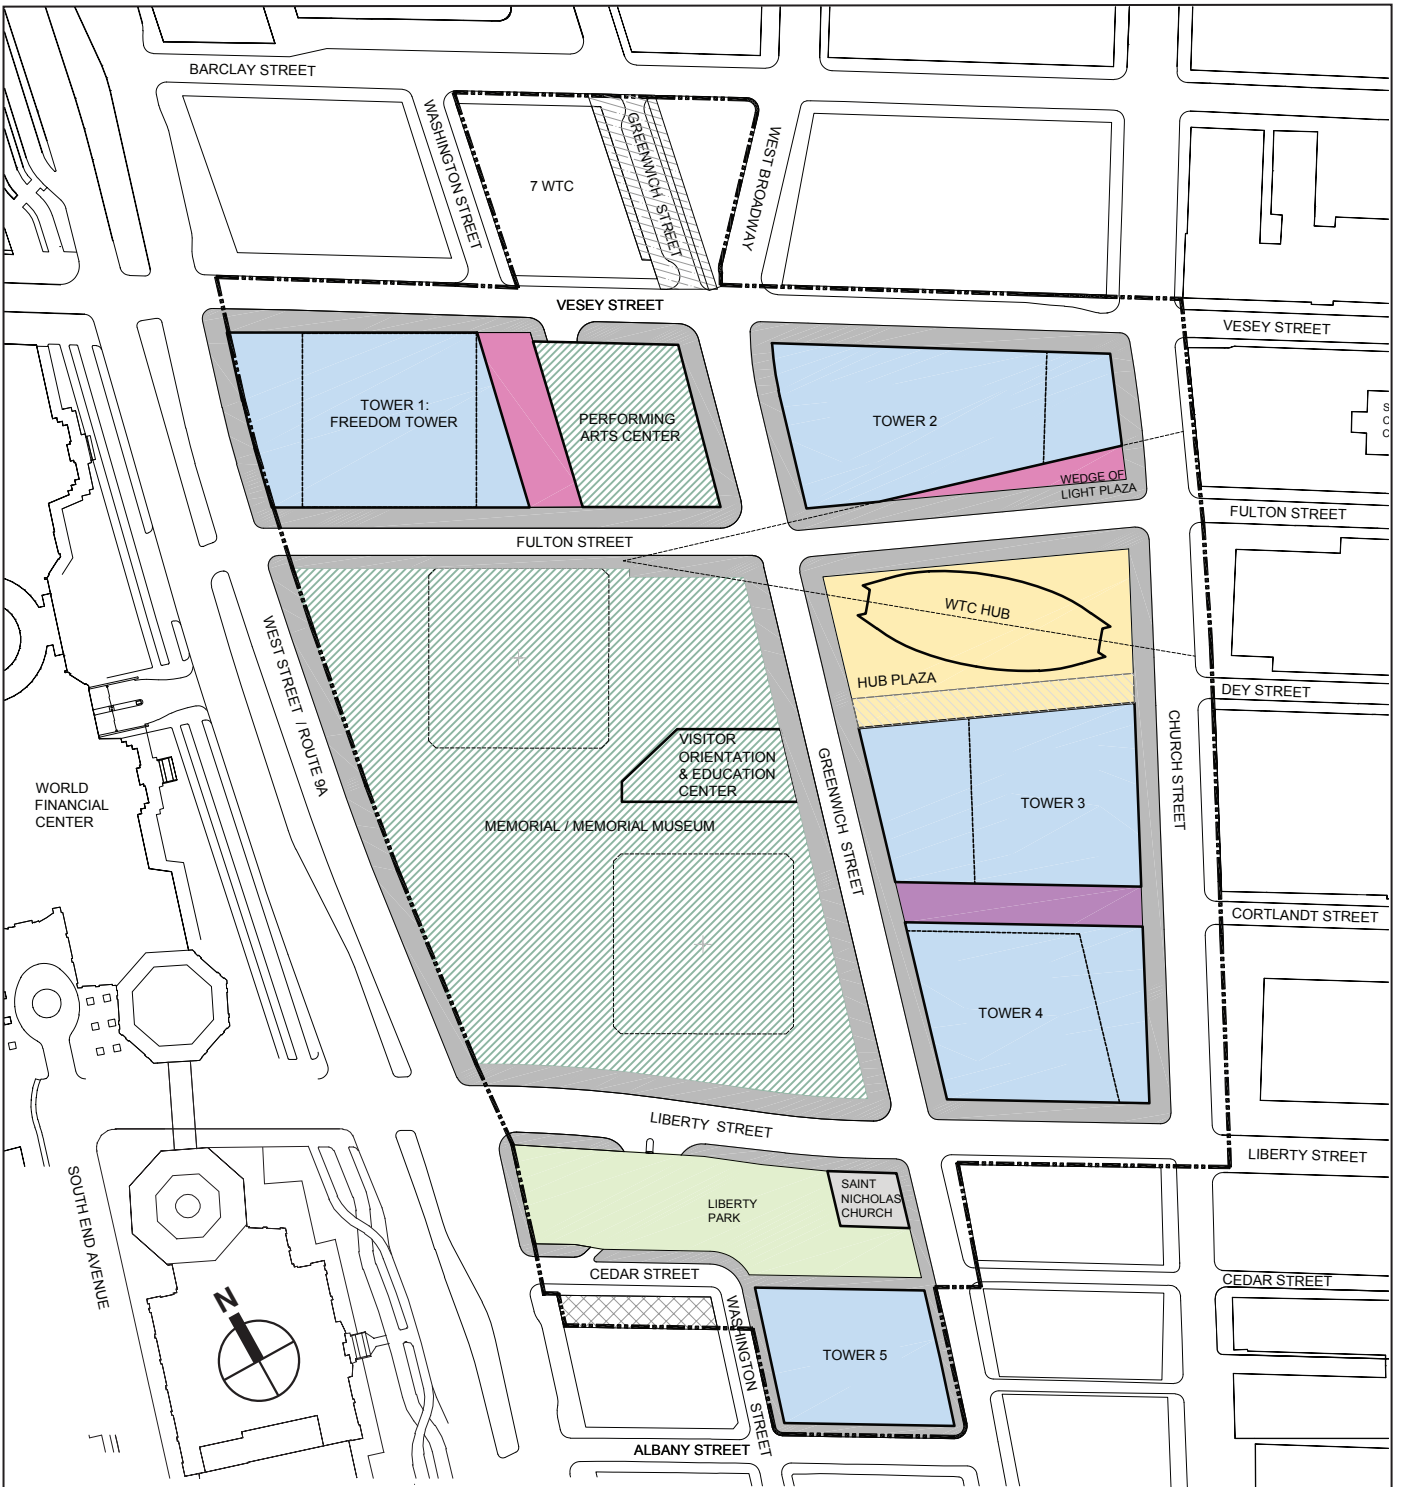 BARCLAY STREET
WASHINGTON STREET
7 WTC
GREENWICH STREET
WEST BROADWAY
VESEY STREET
VESEY STREET
TOWER 1:
FREEDOM TOWER
PERFORMING
ARTS CENTER
TOWER 2
WEDGE OF
LIGHT PLAZA
S
C
C
FULTON STREET
FULTON STREET
WTC HUB
HUB PLAZA
DEY STREET
WEST STREET / ROUTE 9A
CHURCH STREET
VISITOR
ORIENTATION
& EDUCATION
CENTER
GREENWICH STREET
WORLD
FINANCIAL
CENTER
TOWER 3
MEMORIAL / MEMORIAL MUSEUM
CORTLANDT STREET
TOWER 4
LIBERTY STREET
LIBERTY STREET
SOUTH END AVENUE
SAINT
NICHOLAS
CHURCH
LIBERTY
PARK
CEDAR STREET
CEDAR STREET
N
WASHINGTON STREET
TOWER 5
ALBANY STREET